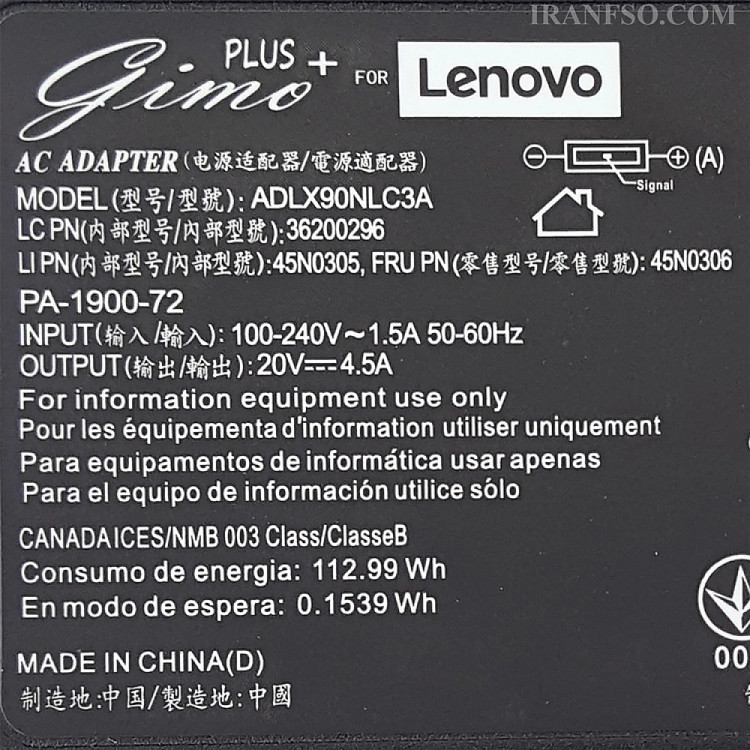 IRANFSO.COM
Gimo PLUS + FOR Lenovo
AC ADAPTER (电源适配器/電源適配器)
(A)
Signal
MODEL (型号/型號): ADLX90NLC3A
LC PN(内部型号/內部型號):36200296
LI PN(内部型号/內部型號):45N0305, FRU PN (零售型号/零售型號): 45N0306
PA-1900-72
INPUT(输入/輸入): 100-240V~1.5A 50-60Hz
OUTPUT(输出/輸出):20V⎓4.5A
For information equipment use only
Pour les équipementa d'information utiliser uniquement
Para equipamentos de informática usar apenas
Para el equipo de información utilice sólo
CANADA ICES/NMB 003 Class/ClasseB
Consumo de energia: 112.99 Wh
En modo de espera: 0.1539 Wh
MADE IN CHINA(D)
00
制造地:中国/製造地:中國